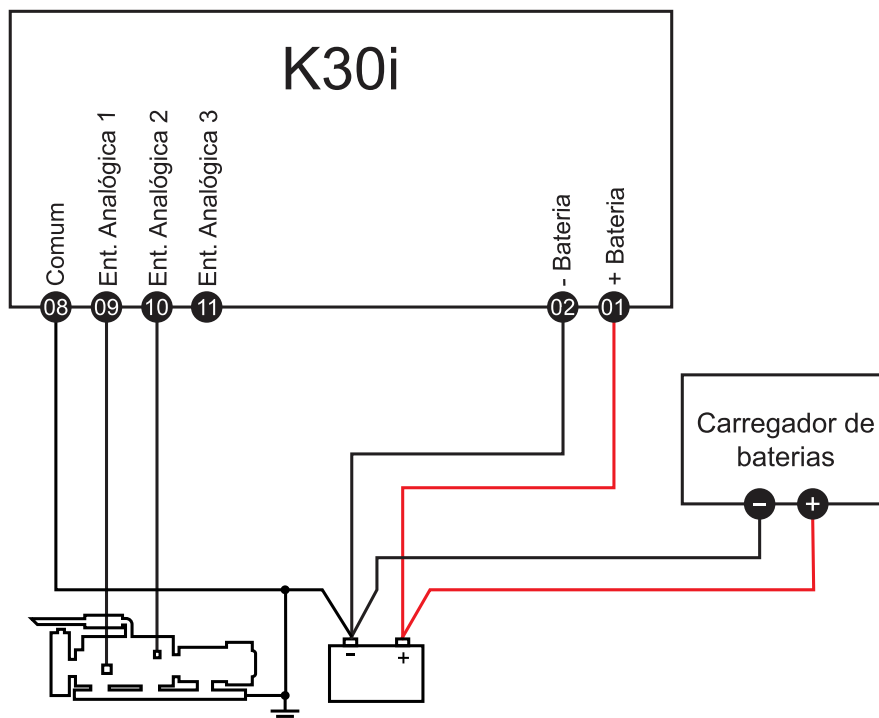 K30i
Comum
Ent. Analógica 1
Ent. Analógica 2
Ent. Analógica 3
- Bateria
+ Bateria
08
09
10
11
02
01
Carregador de
baterias
- +
- +